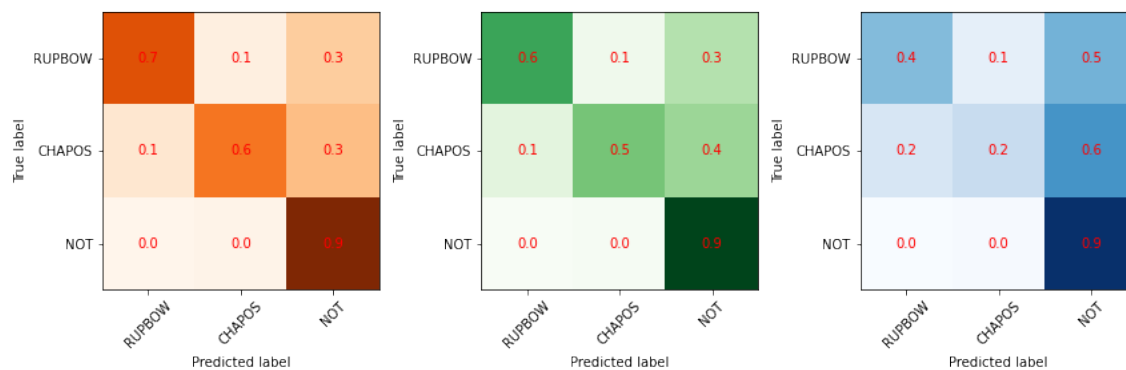 True label
RUPBOW 0.7 0.1 0.3
CHAPOS 0.1 0.6 0.3
NOT 0.0 0.0 0.9
RUPBOW CHAPOS NOT
Predicted label
True label
RUPBOW 0.6 0.1 0.3
CHAPOS 0.1 0.5 0.4
NOT 0.0 0.0 0.9
RUPBOW CHAPOS NOT
Predicted label
True label
RUPBOW 0.4 0.1 0.5
CHAPOS 0.2 0.2 0.6
NOT 0.0 0.0 0.9
RUPBOW CHAPOS NOT
Predicted label